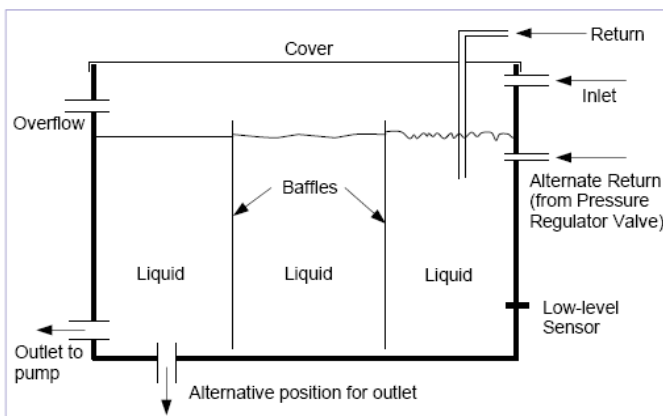 Cover
Return
Inlet
Overflow
Alternate Return
(from Pressure
Regulator Valve)
Baffles
Liquid
Liquid
Liquid
Low-level
Sensor
Outlet to
pump
Alternative position for outlet